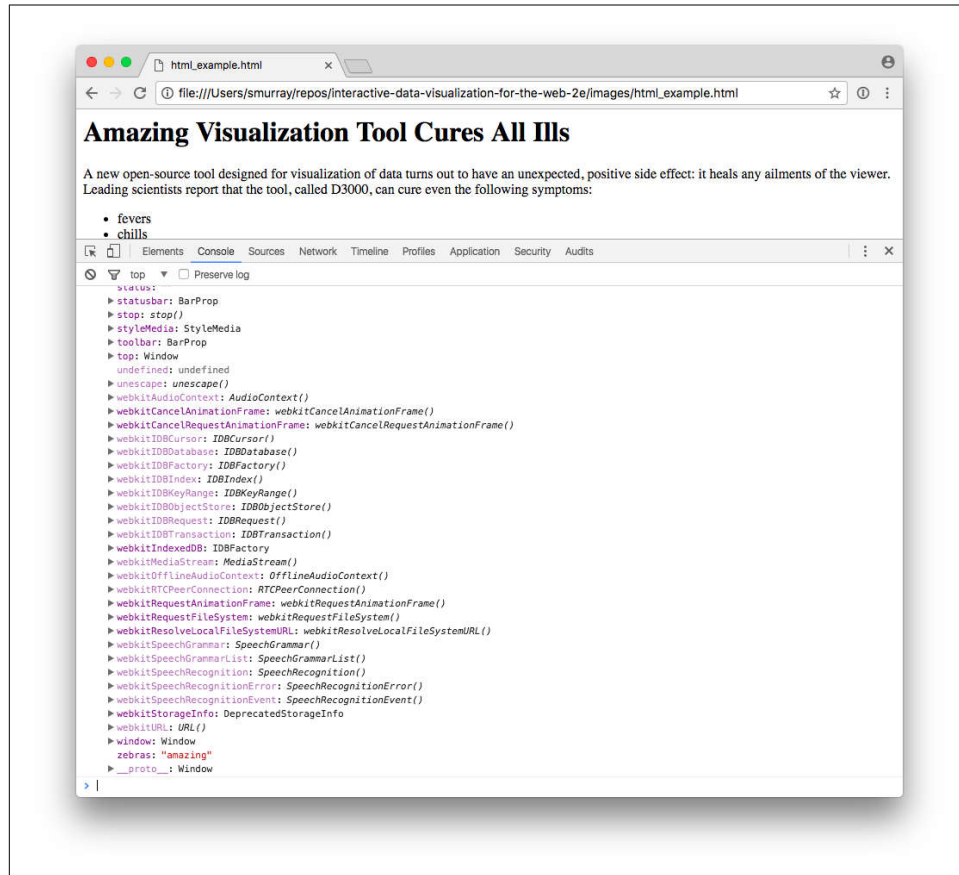 html_example.html
file:///Users/smurray/repos/interactive-data-visualization-for-the-web-2e/images/html_example.html
Amazing Visualization Tool Cures All Ills
A new open-source tool designed for visualization of data turns out to have an unexpected, positive side effect: it heals any ailments of the viewer.
Leading scientists report that the tool, called D3000, can cure even the following symptoms:
• fevers
• chills
Elements Console Sources Network Timeline Profiles Application Security Audits
top Preserve log
status:
statusbar: BarProp
stop: stop()
styleMedia: StyleMedia
toolbar: BarProp
top: Window
undefined: undefined
unescape: unescape()
webkitAudioContext: AudioContext()
webkitCancelAnimationFrame: webkitCancelAnimationFrame()
webkitCancelRequestAnimationFrame: webkitCancelRequestAnimationFrame()
webkitIDBCursor: IDBCursor()
webkitIDBDatabase: IDBDatabase()
webkitIDBFactory: IDBFactory()
webkitIDBIndex: IDBIndex()
webkitIDBKeyRange: IDBKeyRange()
webkitIDBObjectStore: IDBObjectStore()
webkitIDBRequest: IDBRequest()
webkitIDBTransaction: IDBTransaction()
webkitIndexedDB: IDBFactory
webkitMediaStream: MediaStream()
webkitOfflineAudioContext: OfflineAudioContext()
webkitRTCPeerConnection: RTCPeerConnection()
webkitRequestAnimationFrame: webkitRequestAnimationFrame()
webkitRequestFileSystem: webkitRequestFileSystem()
webkitResolveLocalFileSystemURL: webkitResolveLocalFileSystemURL()
webkitSpeechGrammar: SpeechGrammar()
webkitSpeechGrammarList: SpeechGrammarList()
webkitSpeechRecognition: SpeechRecognition()
webkitSpeechRecognitionError: SpeechRecognitionError()
webkitSpeechRecognitionEvent: SpeechRecognitionEvent()
webkitStorageInfo: DeprecatedStorageInfo
webkitURL: URL()
window: Window
zebras: "amazing"
__proto__: Window